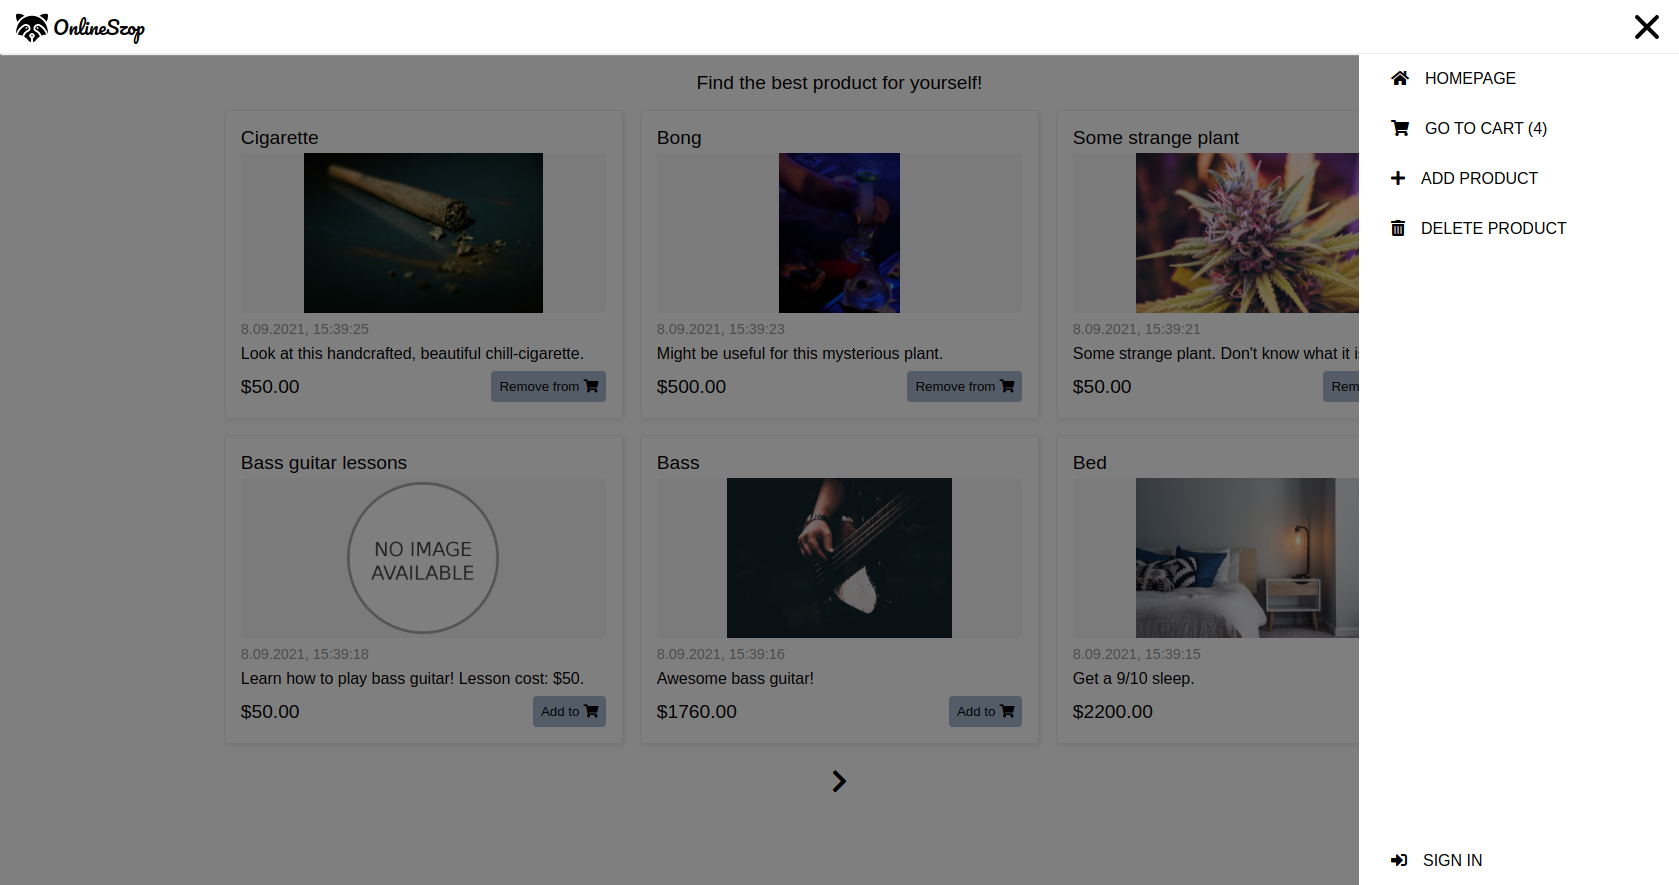 OnlineSzop
Find the best product for yourself!
Cigarette
8.09.2021, 15:39:25
Look at this handcrafted, beautiful chill-cigarette.
$50.00
Remove from
Bong
8.09.2021, 15:39:23
Might be useful for this mysterious plant.
$500.00
Remove from
Some strange plant
8.09.2021, 15:39:21
Some strange plant. Don't know what it i
$50.00
Rem
Bass guitar lessons
NO IMAGE
AVAILABLE
8.09.2021, 15:39:18
Learn how to play bass guitar! Lesson cost: $50.
$50.00
Add to
Bass
8.09.2021, 15:39:16
Awesome bass guitar!
$1760.00
Add to
Bed
8.09.2021, 15:39:15
Get a 9/10 sleep.
$2200.00
HOMEPAGE
GO TO CART (4)
ADD PRODUCT
DELETE PRODUCT
SIGN IN